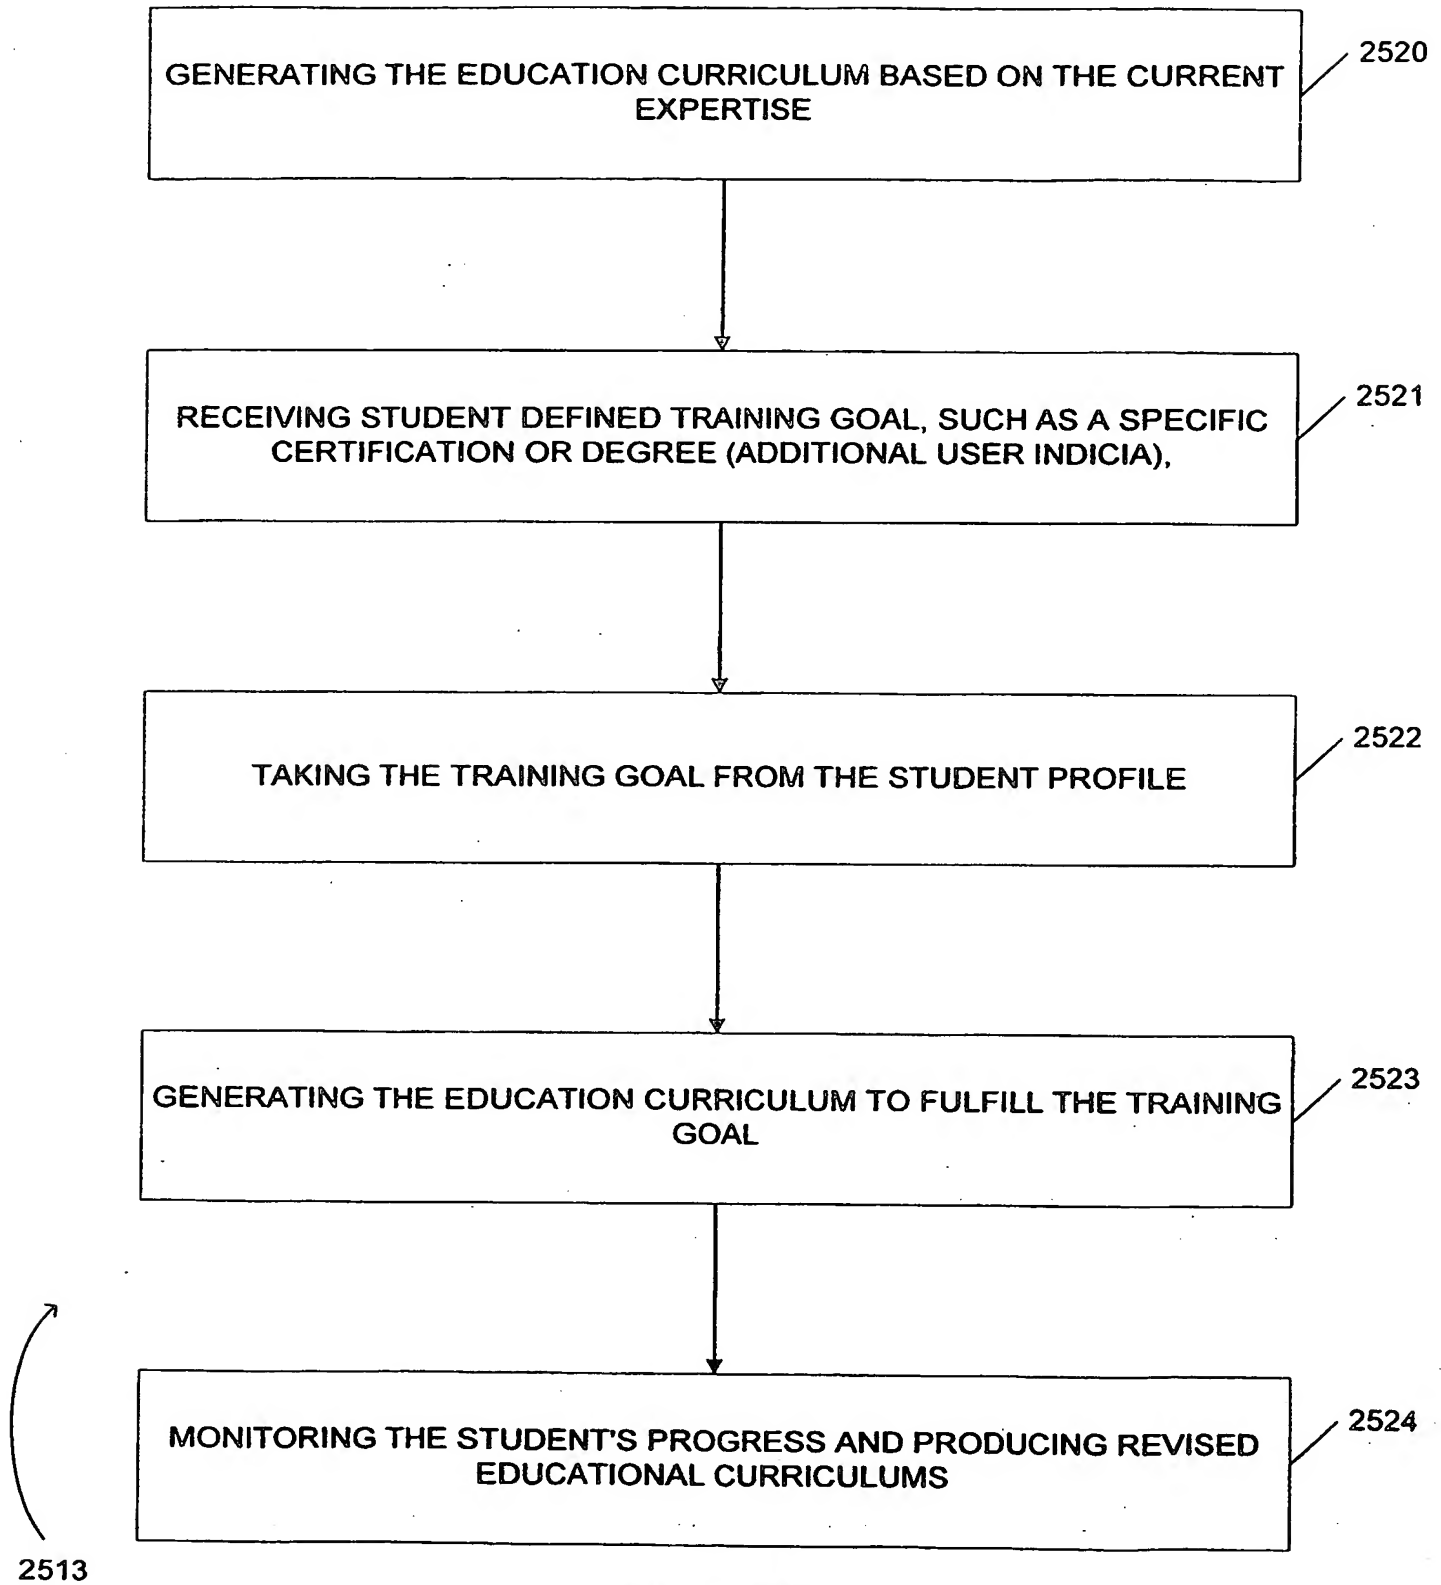 2520
GENERATING THE EDUCATION CURRICULUM BASED ON THE CURRENT
EXPERTISE
2521
RECEIVING STUDENT DEFINED TRAINING GOAL, SUCH AS A SPECIFIC
CERTIFICATION OR DEGREE (ADDITIONAL USER INDICIA),
2522
TAKING THE TRAINING GOAL FROM THE STUDENT PROFILE
2523
GENERATING THE EDUCATION CURRICULUM TO FULFILL THE TRAINING
GOAL
2524
MONITORING THE STUDENT'S PROGRESS AND PRODUCING REVISED
EDUCATIONAL CURRICULUMS
2513